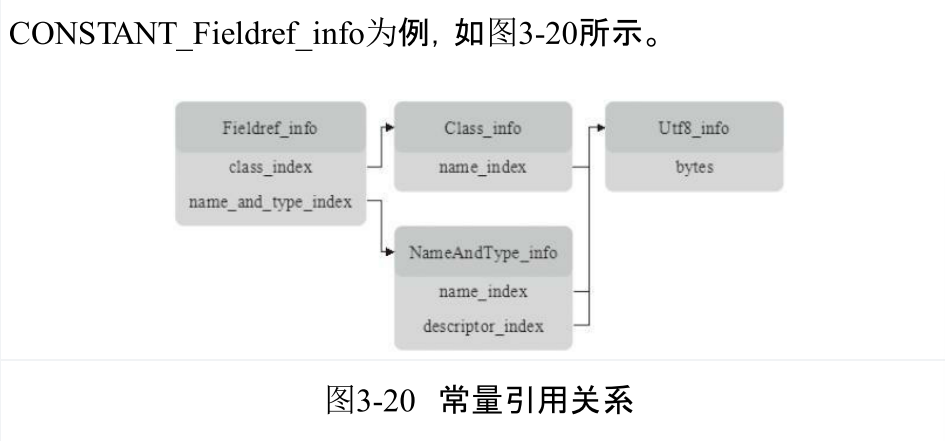 CONSTANT_Fieldref_info为例，如图3-20所示。
Fieldref_info
class_index
name_and_type_index
Class_info
name_index
Utf8_info
bytes
NameAndType_info
name_index
descriptor_index
图3-20 常量引用关系